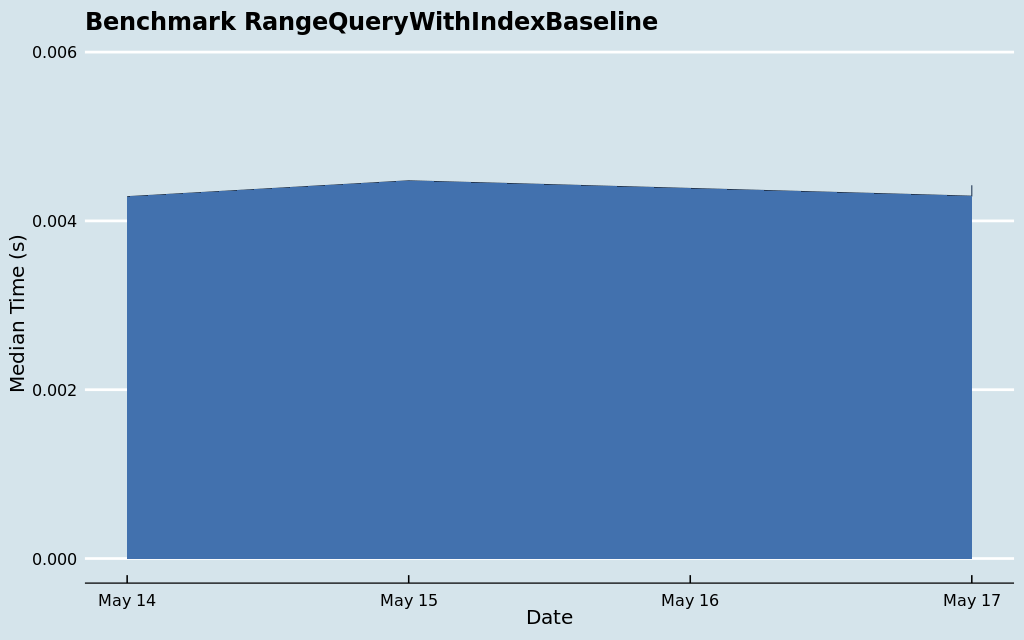 Benchmark RangeQueryWithIndexBaseline
0.006
0.004
0.002
0.000
Median Time (s)
May 14
May 15
May 16
May 17
Date